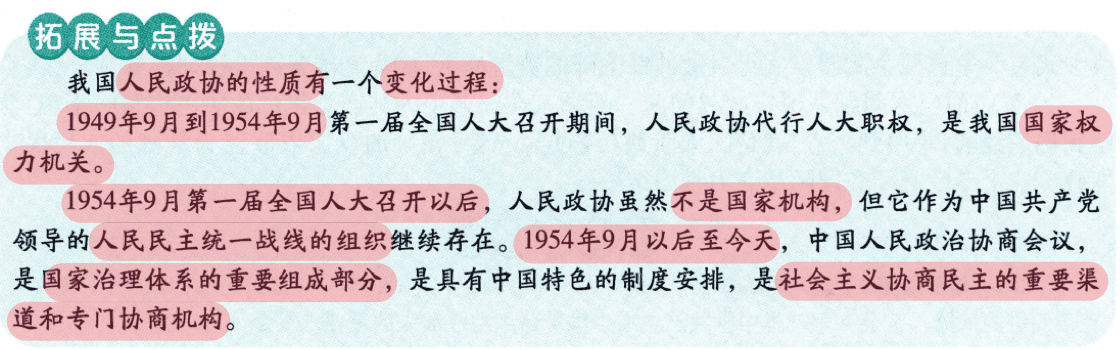 拓展与点拨
我国人民政协的性质有一个变化过程：
1949年9月到1954年9月第一届全国人大召开期间，人民政协代行人大职权，是我国国家权
力机关。
1954年9月第一届全国人大召开以后，人民政协虽然不是国家机构，但它作为中国共产党
领导的人民民主统一战线的组织继续存在。1954年9月以后至今天，中国人民政治协商会议，
是国家治理体系的重要组成部分，是具有中国特色的制度安排，是社会主义协商民主的重要渠
道和专门协商机构。